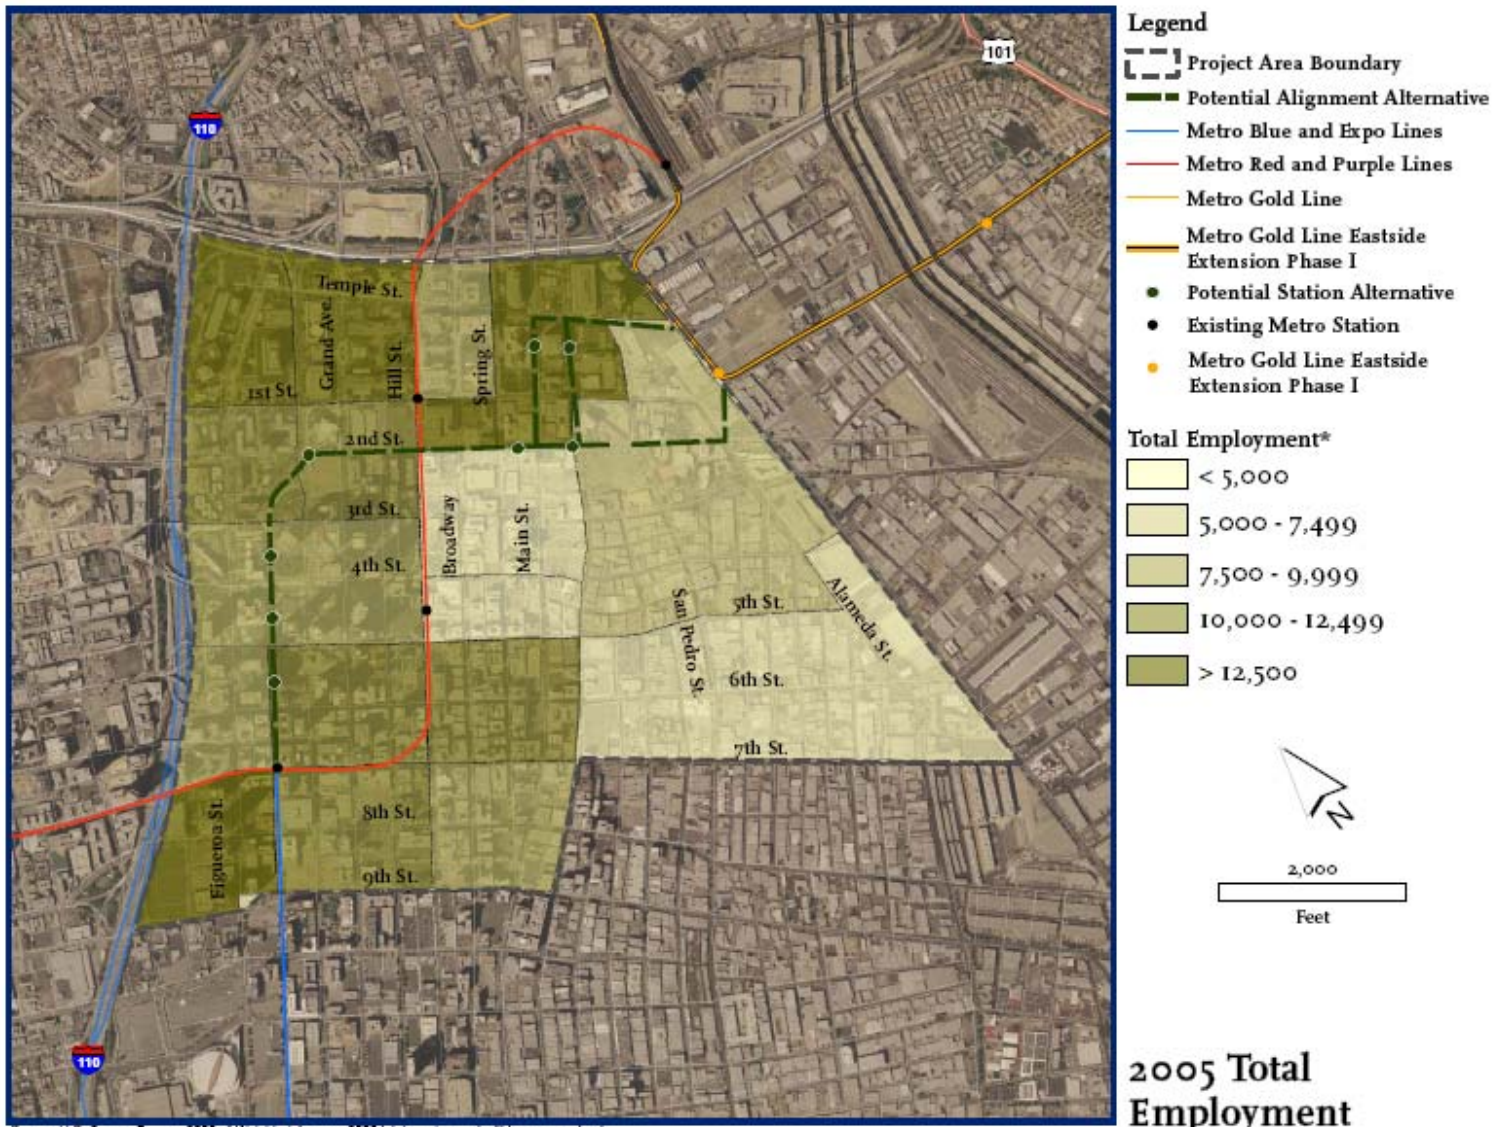 Legend
Project Area Boundary
Potential Alignment Alternative
Metro Blue and Expo Lines
Metro Red and Purple Lines
Metro Gold Line
Metro Gold Line Eastside
Extension Phase I
Potential Station Alternative
Existing Metro Station
Metro Gold Line Eastside
Extension Phase I
Total Employment*
< 5,000
5,000 - 7,499
7,500 - 9,999
10,000 - 12,499
> 12,500
N
2,000
Feet
2005 Total
Employment
101
110
Temple St.
Grand Ave.
Hill St.
Spring St.
1st St.
2nd St.
3rd St.
Broadway
Main St.
4th St.
San Pedro St.
5th St.
Alameda St.
6th St.
7th St.
8th St.
Figueroa St.
9th St.
110